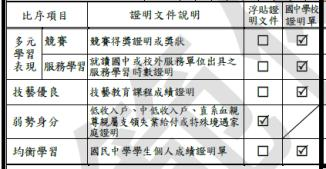 比序項目 證明文件說明 浮貼證明文件 國中學校證明單
多元學習表現 競賽 競賽得獎證明或獎狀 ☐ ☑
服務學習 就讀國中或校外服務單位出具之
服務學習時數證明 ☐ ☑
技藝優良 技藝教育課程成績證明 ☐ ☑
弱勢身分 低收入戶、中低收入戶、直系血親
尊親屬支領失業給付或特殊境遇家
庭證明 ☑
均衡學習 國民中學學生個人成績證明單 ☐ ☑